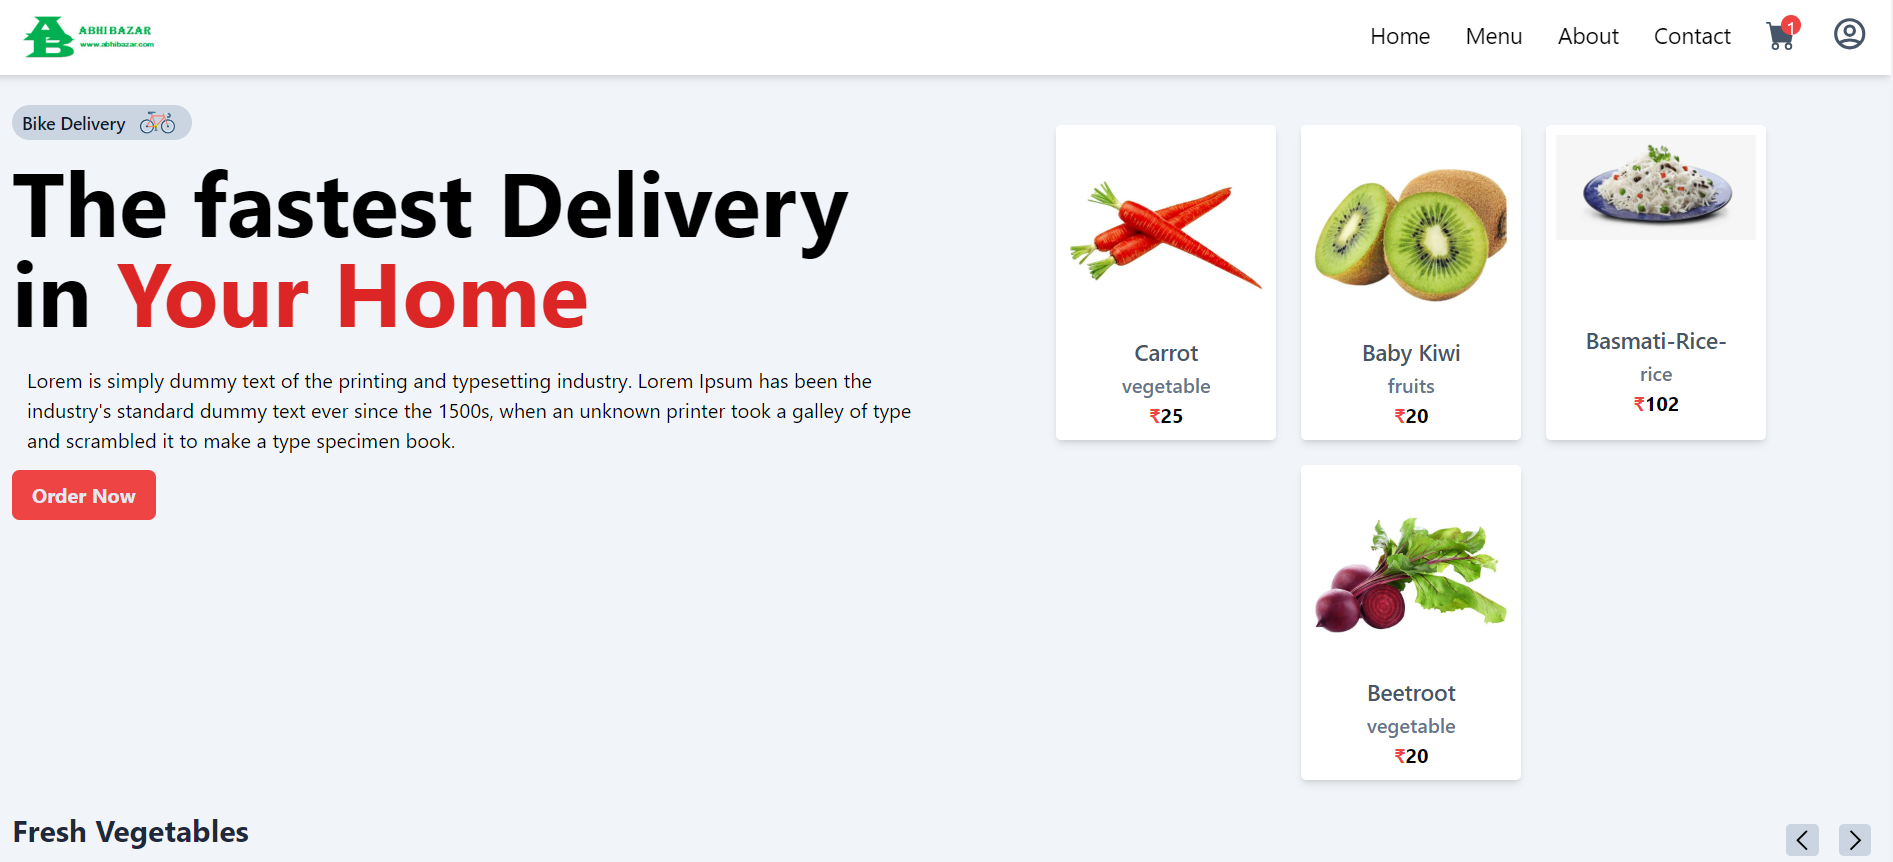 ABHI BAZAR
www.abhibazar.com
Home Menu About Contact 1
Bike Delivery
The fastest Delivery
in Your Home
Lorem is simply dummy text of the printing and typesetting industry. Lorem Ipsum has been the
industry's standard dummy text ever since the 1500s, when an unknown printer took a galley of type
and scrambled it to make a type specimen book.
Order Now
Carrot
vegetable
₹25
Baby Kiwi
fruits
₹20
Basmati-Rice-
rice
₹102
Beetroot
vegetable
₹20
Fresh Vegetables